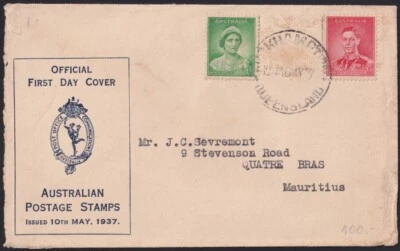 AUSTRALIA
AUSTRALIA
QUEENSLAND
OFFICIAL
FIRST DAY COVER
AUSTRALIAN
POSTAGE STAMPS
ISSUED 10TH MAY, 1937.
Mr. J.C.Sevremont
9 Stevenson Road
QUATRE BRAS
Mauritius
100.-